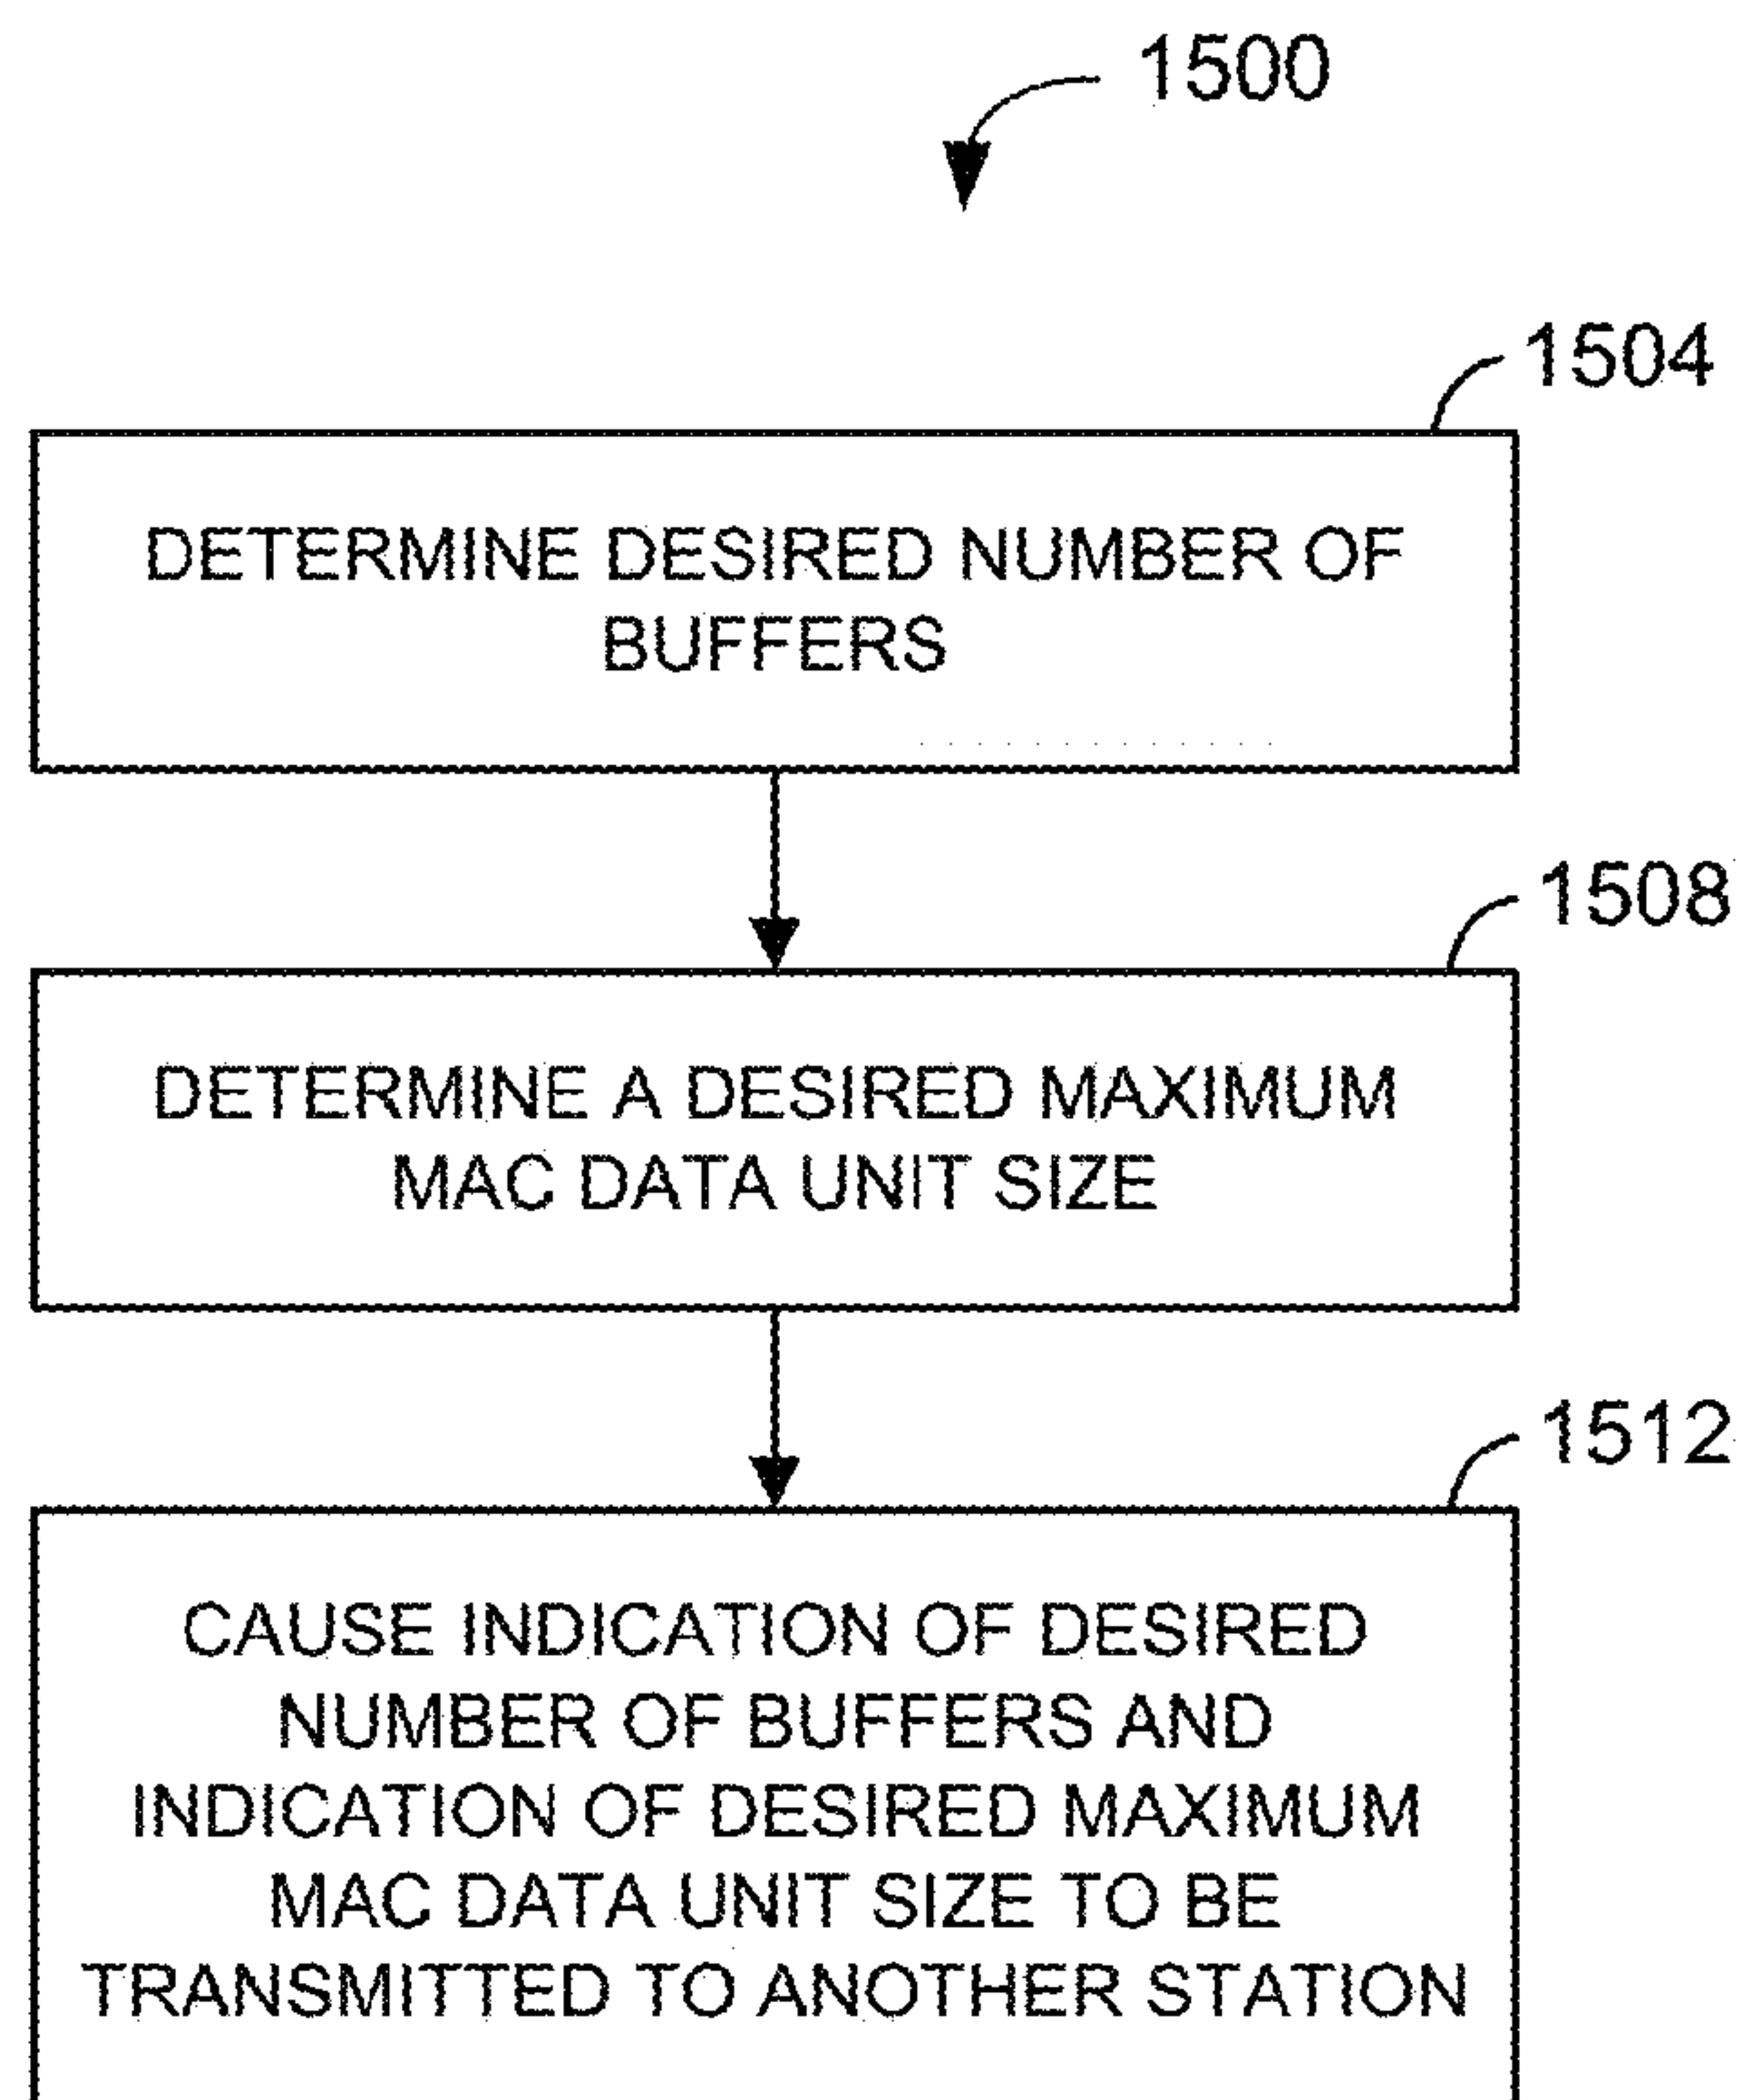 1500
1504
DETERMINE DESIRED NUMBER OF
BUFFERS
1508
DETERMINE A DESIRED MAXIMUM
MAC DATA UNIT SIZE
1512
CAUSE INDICATION OF DESIRED
NUMBER OF BUFFERS AND
INDICATION OF DESIRED MAXIMUM
MAC DATA UNIT SIZE TO BE
TRANSMITTED TO ANOTHER STATION